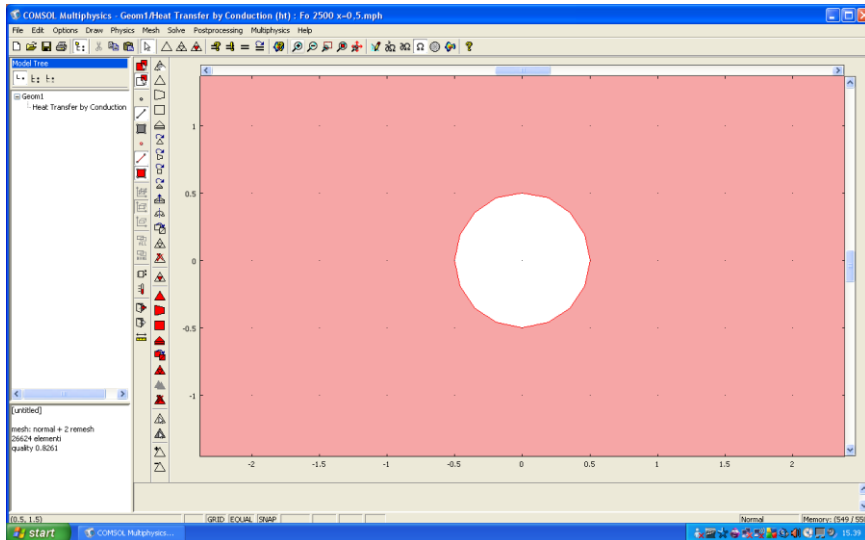 COMSOL Multiphysics - Geom1/Heat Transfer by Conduction (ht) : Fo 2500 x=0,5.mph
File Edit Options Draw Physics Mesh Solve Postprocessing Multiphysics Help
Model Tree
Geom1
Heat Transfer by Conduction
1
0.5
0
-0.5
-1
-2
-1.5
-1
-0.5
0
0.5
1
1.5
2
[untitled]
mesh: normal + 2 remesh
26624 elementi
quality 0.8261
(0.5, 1.5)
GRID EQUAL SNAP
Normal
Memory: (549 / 55
start
COMSOL Multiphysics...
15.39